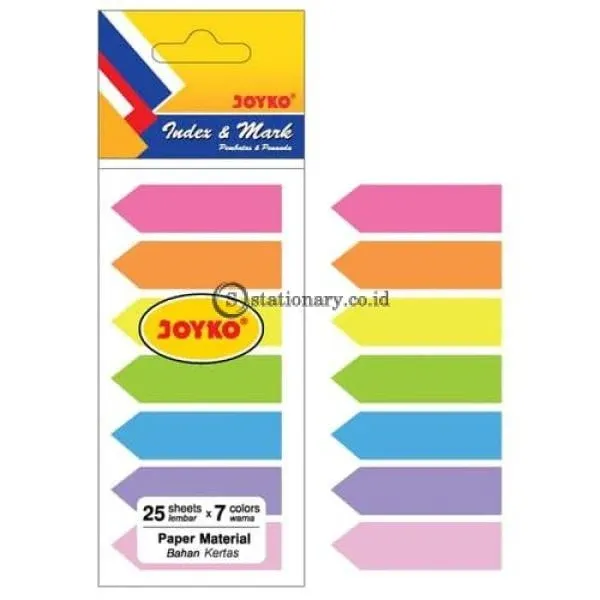 JOYKO®
Index & Mark
Pembatas & Penanda
stationary.co.id
JOYKO®
25 sheets lembar x 7 colors warna
Paper Material
Bahan Kertas